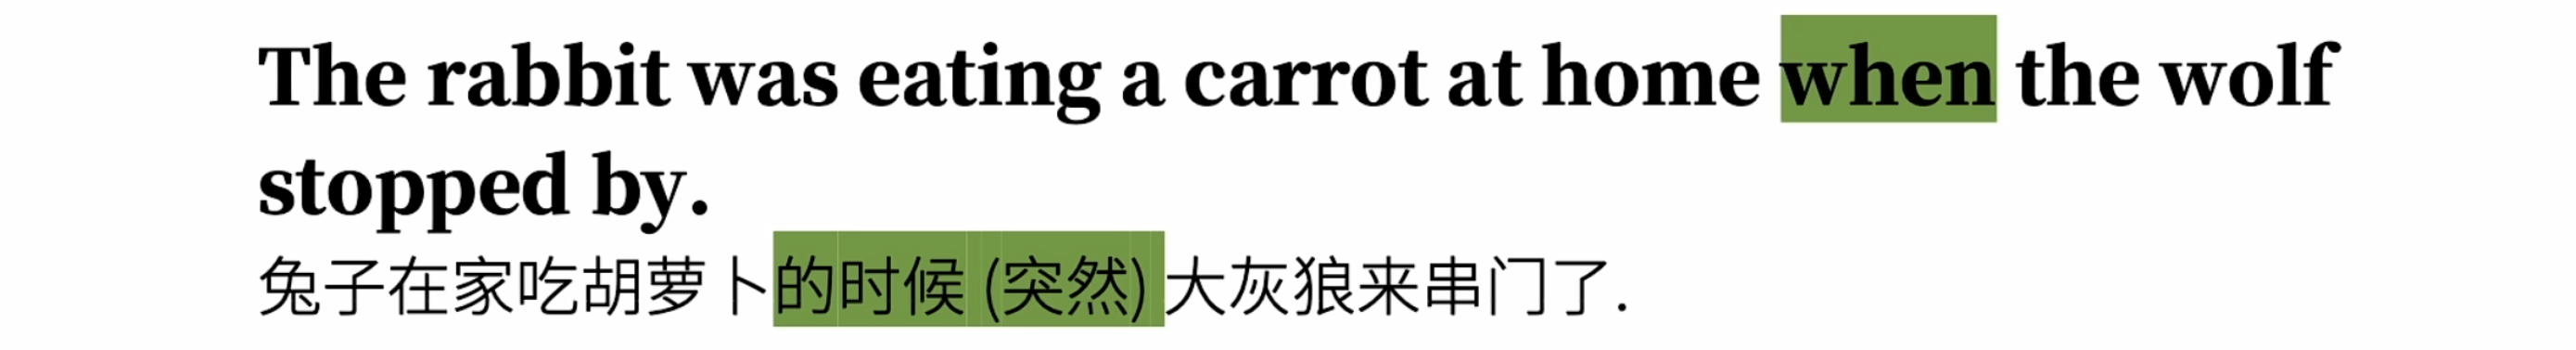 The rabbit was eating a carrot at home when the wolf
stopped by.
兔子在家吃胡萝卜的时候 (突然) 大灰狼来串门了.